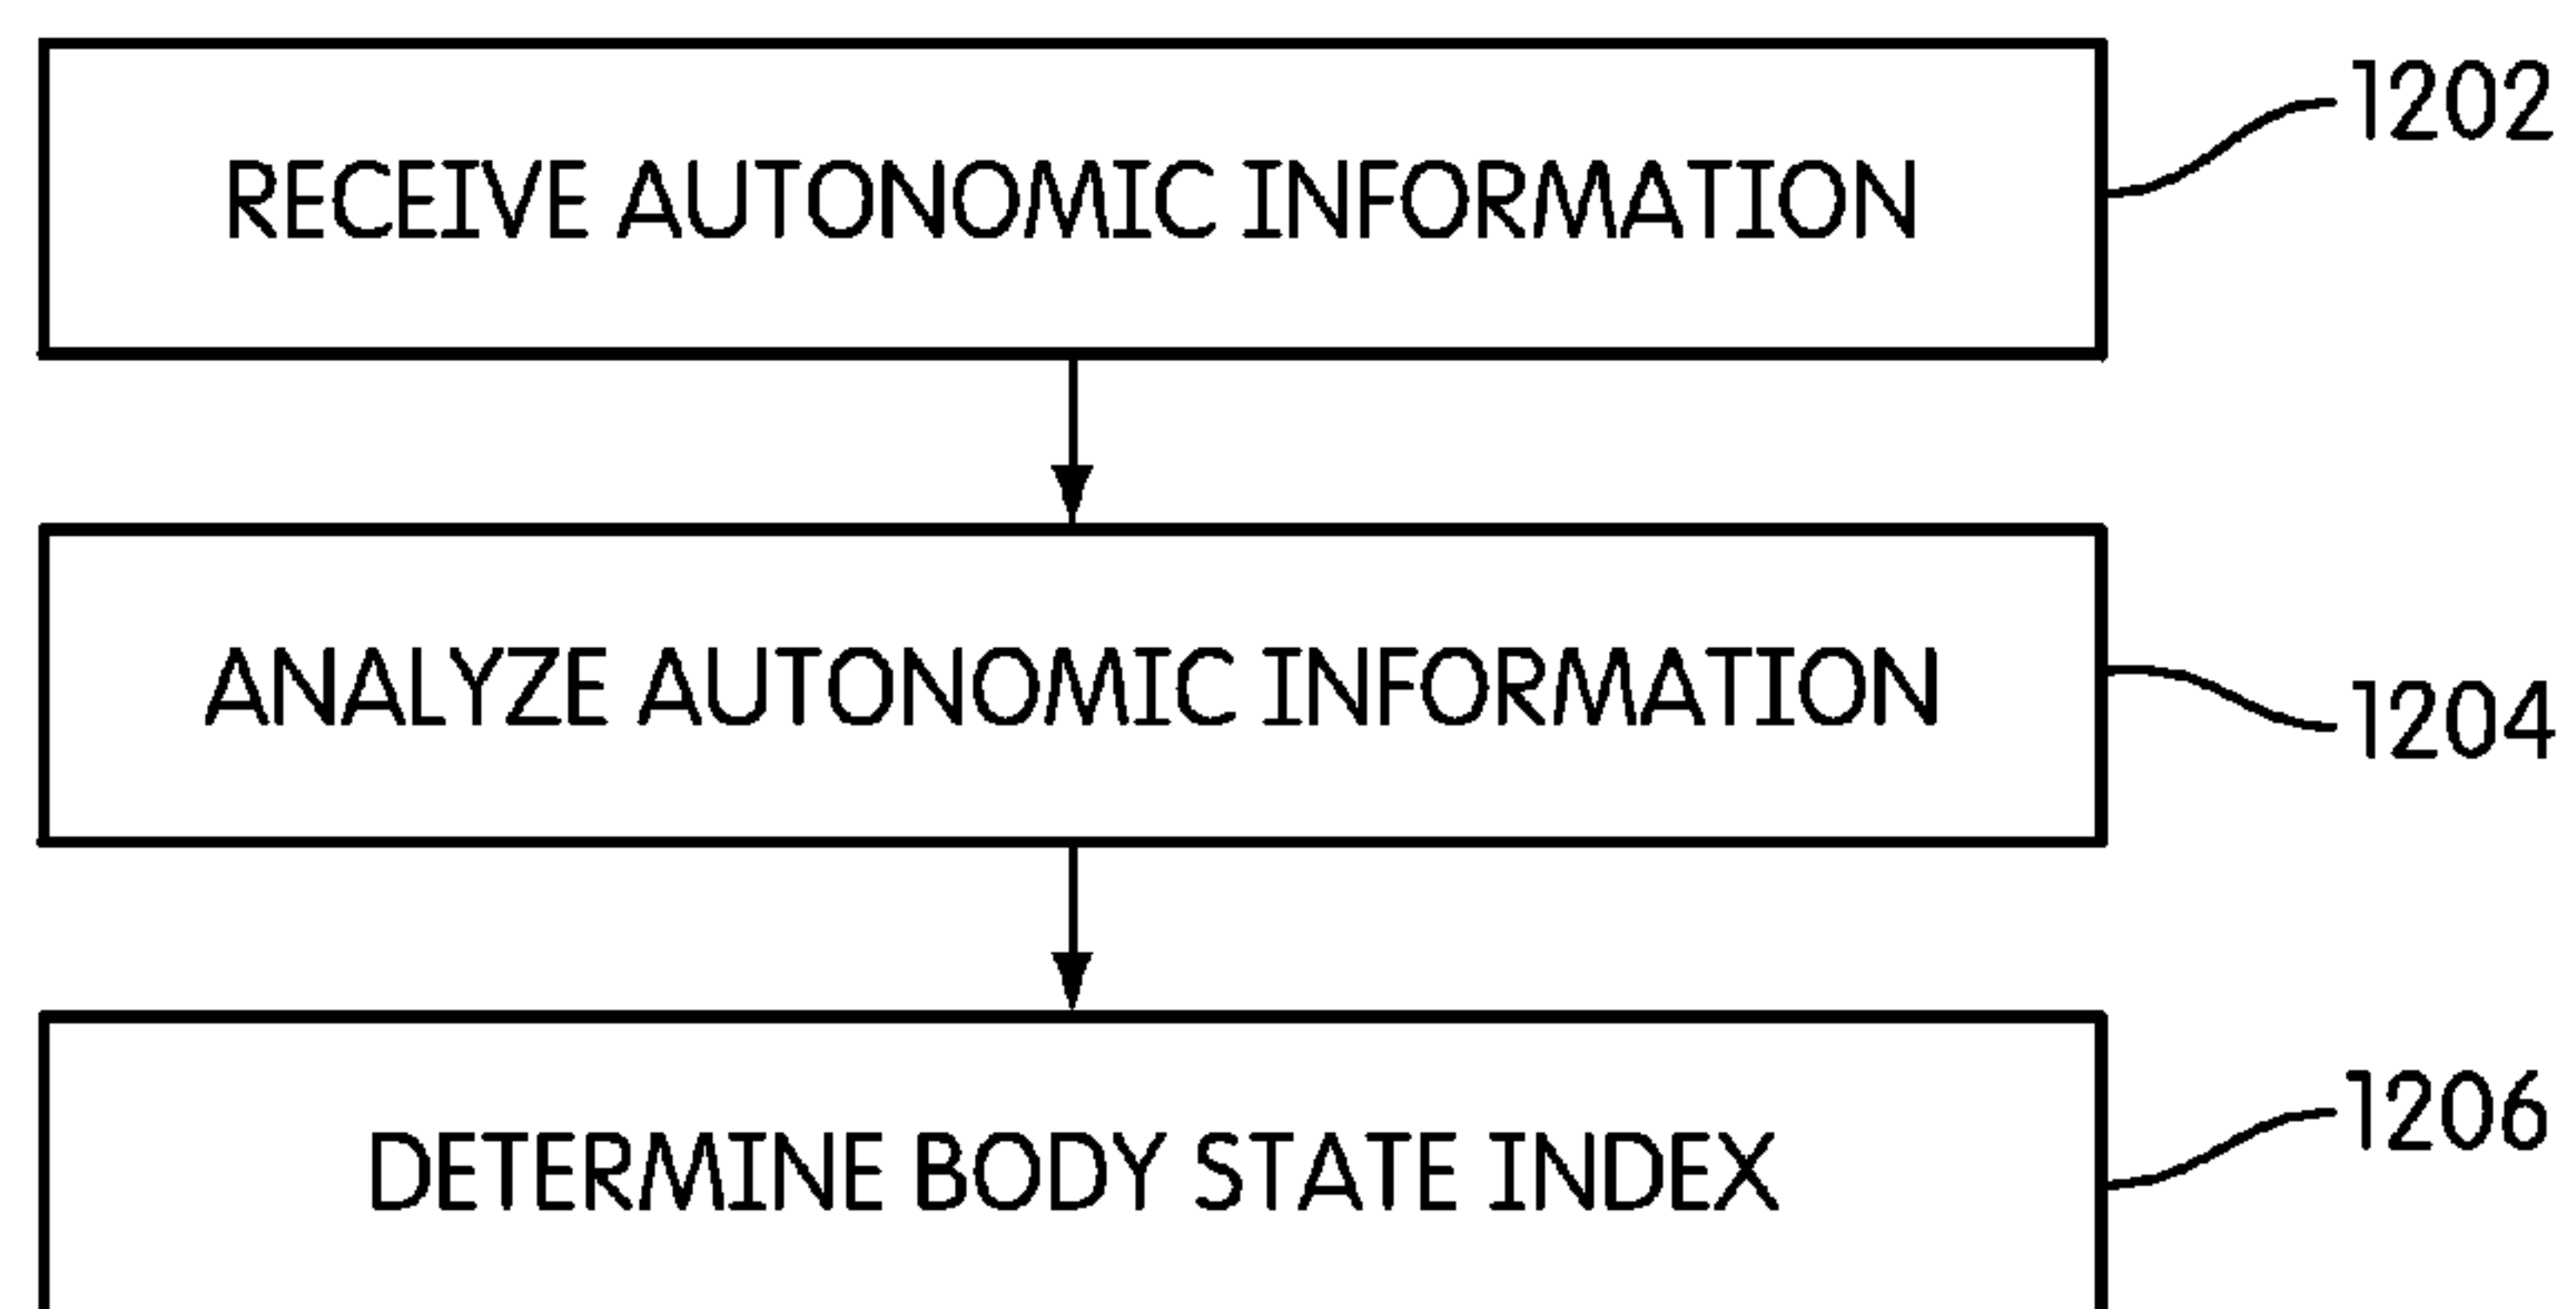 1202
RECEIVE AUTONOMIC INFORMATION
ANALYZE AUTONOMIC INFORMATION
1204
1206
DETERMINE BODY STATE INDEX